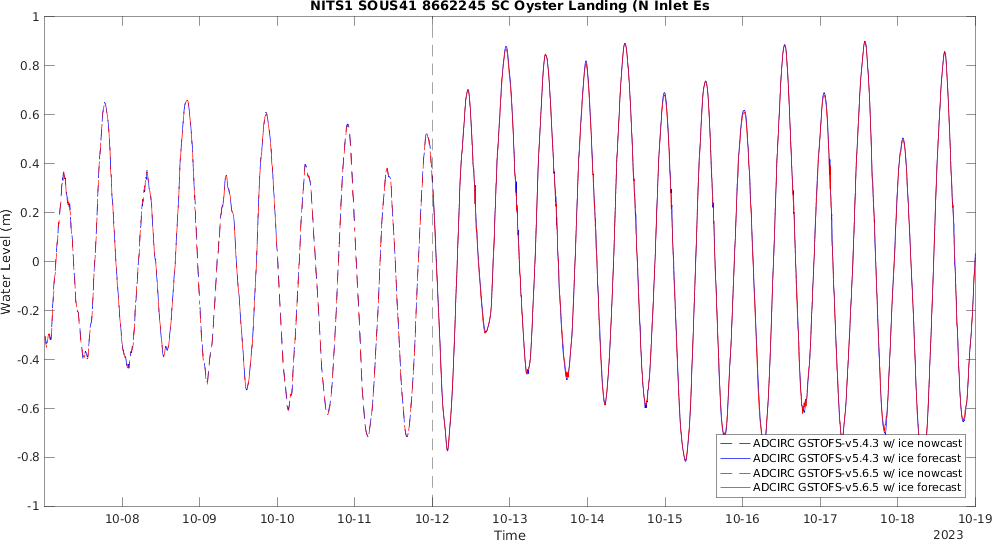 NITS1 SOUS41 8662245 SC Oyster Landing (N Inlet Es
1
0.8
0.6
0.4
0.2
0
-0.2
-0.4
-0.6
-0.8
-1
Water Level (m)
ADCIRC GSTOFS-v5.4.3 w/ ice nowcast
ADCIRC GSTOFS-v5.4.3 w/ ice forecast
ADCIRC GSTOFS-v5.6.5 w/ ice nowcast
ADCIRC GSTOFS-v5.6.5 w/ ice forecast
10-08 10-09 10-10 10-11 10-12 10-13 10-14 10-15 10-16 10-17 10-18 10-19
Time
2023